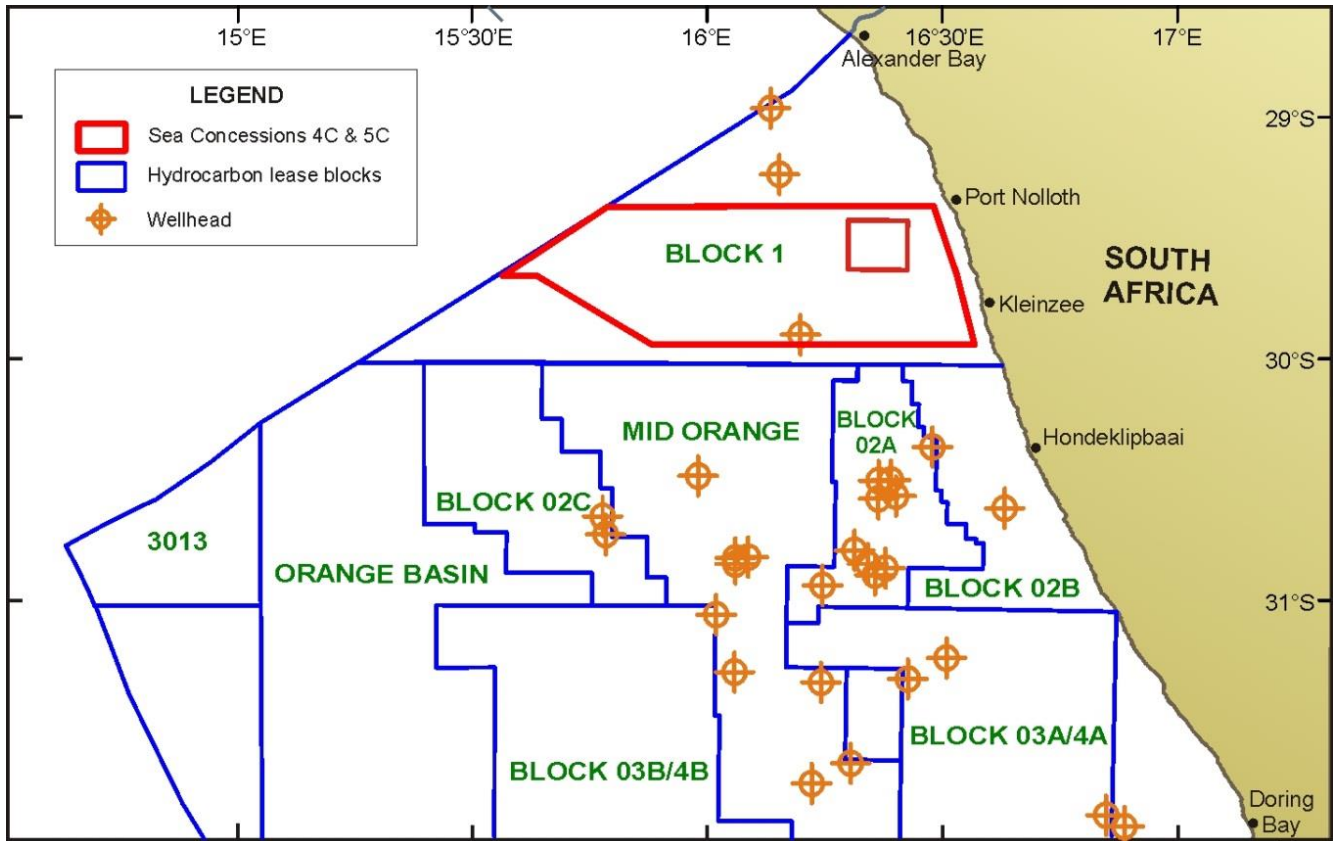 15°E
15°30'E
16°E
16°30'E
17°E
Alexander Bay
LEGEND
Sea Concessions 4C & 5C
Hydrocarbon lease blocks
Wellhead
29°S
Port Nolloth
BLOCK 1
SOUTH
AFRICA
Kleinzee
30°S
MID ORANGE
BLOCK
02A
Hondeklipbaai
BLOCK 02C
3013
ORANGE BASIN
BLOCK 02B
31°S
BLOCK 03A/4A
BLOCK 03B/4B
Doring
Bay